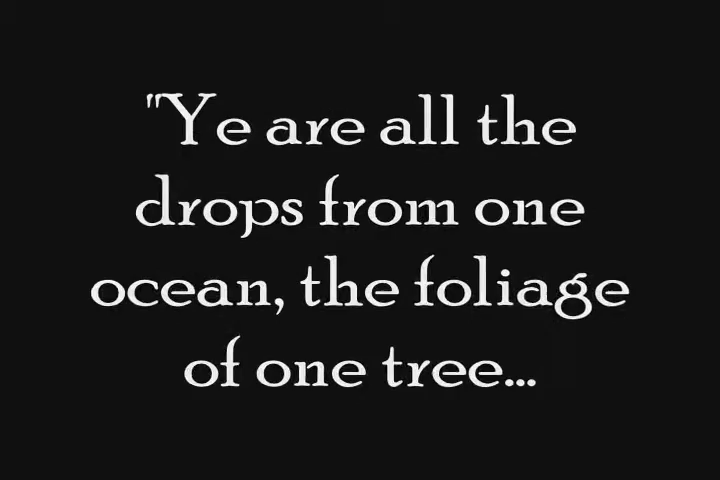 "Ye are all the
drops from one
ocean, the foliage
of one tree...